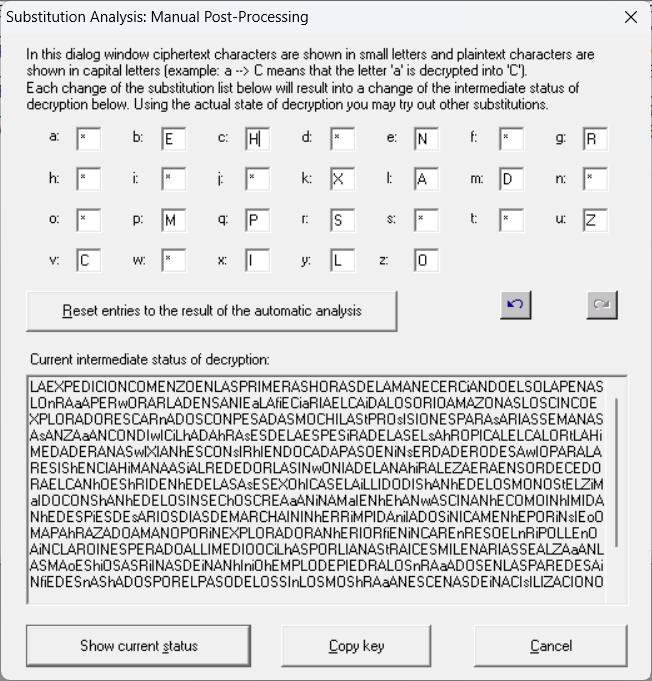 Substitution Analysis: Manual Post-Processing
In this dialog window ciphertext characters are shown in small letters and plaintext characters are
shown in capital letters (example: a --> C means that the letter 'a' is decrypted into 'C').
Each change of the substitution list below will result into a change of the intermediate status of
decryption below. Using the actual state of decryption you may try out other substitutions.
a: * b: E c: H d: * e: N f: * g: R
h: * i: * j: * k: X l: A m: D n: *
o: * p: M q: P r: S s: * t: * u: Z
v: C w: * x: I y: L z: O
Reset entries to the result of the automatic analysis
Current intermediate status of decryption:
LAEXPEDICIONCOMENZOENLASPRIMERASHORASDELAMANECERCiANDOELSOLAPENAS
LOnRAaAPERwORARLADENSANIEaLAfiECiaRIAELCAiDALOSORIOAMAZONASLOSCINCOE
XPLORADORESCARnADOSCONPESADASMOCHILAStPROsISIONESPARAsARIASSEMANAS
AsANZAaANCONDIwICiLhADAhRAsESDELAESPESiRADELASELsAhROPICALELCALORtLAHi
MEDADERANASwIXIANhESCONsIRhIENDOCADAPASOENiNsERDADERODESAwIOPARALA
RESIShENCIAHiMANAASiALREDEDORLASINwONIADELANAhiRALEZAERAENSORDECEDO
RAELCANhOESHRIDENhEDELASAsESEXOhICASELAiLLIDODIShANhEDELOSMONOStELZiM
aIDOCONShANhEDELOSINSEChOSCREAaANiNAMaIENhEhANwASCINANhECOMOINhIMIDA
NhEDESPiESDEsARIOSDIASDEMARCHAININhERRiMPIDAnilADOSiNICAMENhEPORiNsIEoO
MAPAhRAZADOAMANOPORiNEXPLORADORANhERIORfiENiNCAREnRESOELnRiPOLLEnO
AiNCLAROINESPERADOALLIMEDIOOCiLhASPORLIANAStRAICESMILENARIASSEALZAaANL
ASMAoEShiOSASRiINASDEiNANhIniOhEMPLODEPIEDRALOSnRAaADOSENLASPAREDESAi
NfiEDESnAShADOSPORELPASODELOSSInLOSMOShRAaANESCENASDEiNACIsILIZACIONO
Show current status
Copy key
Cancel